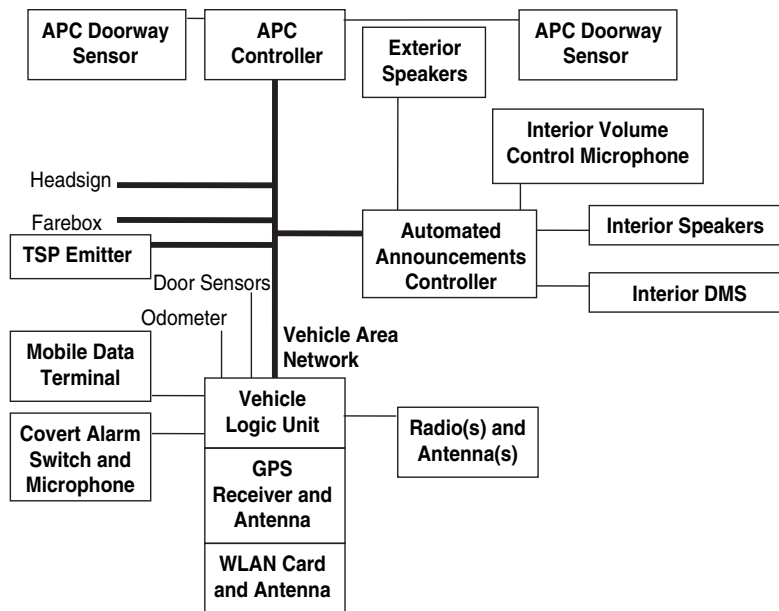 APC Doorway
Sensor
APC
Controller
APC Doorway
Sensor
Exterior
Speakers
Interior Volume
Control Microphone
Headsign
Farebox
TSP Emitter
Automated
Announcements
Controller
Interior Speakers
Interior DMS
Door Sensors
Odometer
Vehicle Area
Network
Mobile Data
Terminal
Vehicle
Logic Unit
Radio(s) and
Antenna(s)
Covert Alarm
Switch and
Microphone
GPS
Receiver and
Antenna
WLAN Card
and Antenna